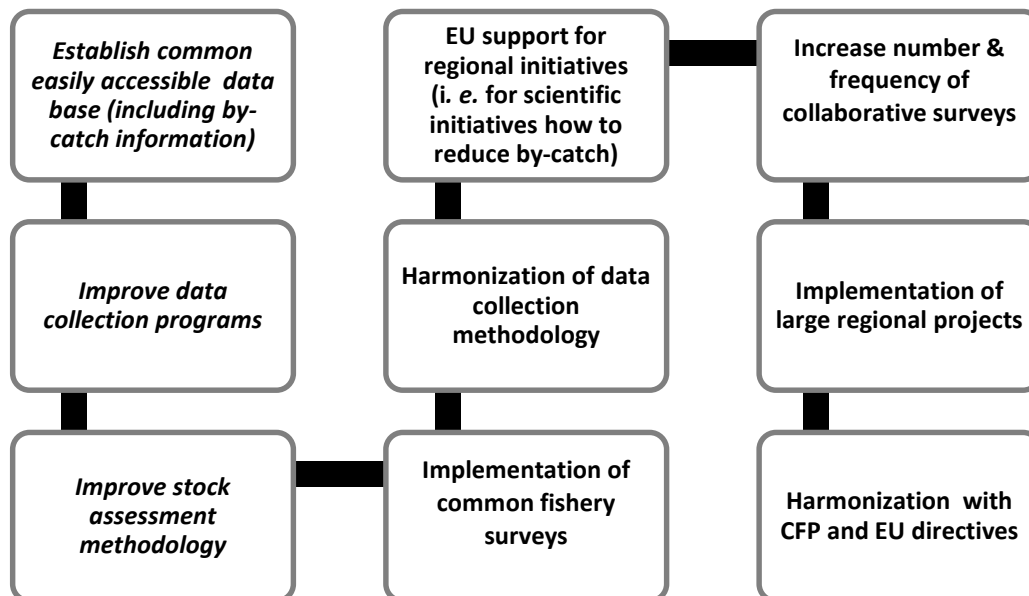 Establish common
easily accessible data
base (including by-
catch information)
Improve data
collection programs
Improve stock
assessment
methodology
Implementation of
common fishery
surveys
Harmonization of data
collection
methodology
EU support for
regional initiatives
(i. e. for scientific
initiatives how to
reduce by-catch)
Increase number &
frequency of
collaborative surveys
Implementation of
large regional projects
Harmonization with
CFP and EU directives